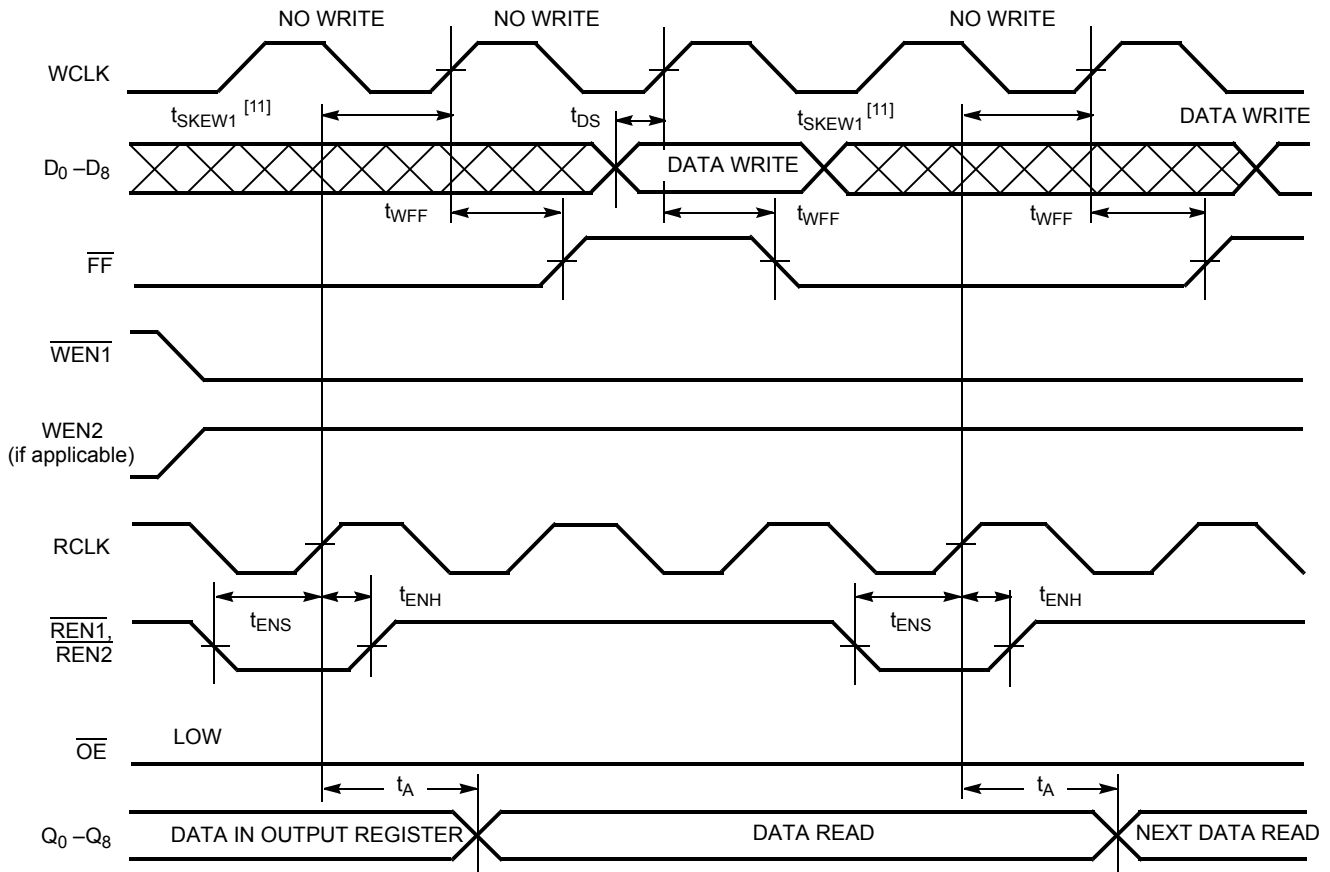 NO WRITE NO WRITE NO WRITE
WCLK
tSKEW1 [11] tDS tSKEW1 [11] DATA WRITE
D0 –D8 DATA WRITE
tWFF tWFF tWFF
FF
WEN1
WEN2
(if applicable)
RCLK
tENH tENH
REN1, tENS tENS
REN2
OE LOW
tA tA
Q0 –Q8 DATA IN OUTPUT REGISTER DATA READ NEXT DATA READ